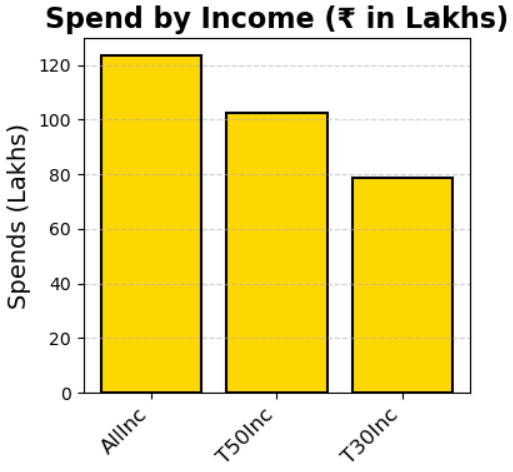 Spend by Income (₹ in Lakhs)
Spends (Lakhs)
120
100
80
60
40
20
0
AllInc
T50Inc
T30Inc